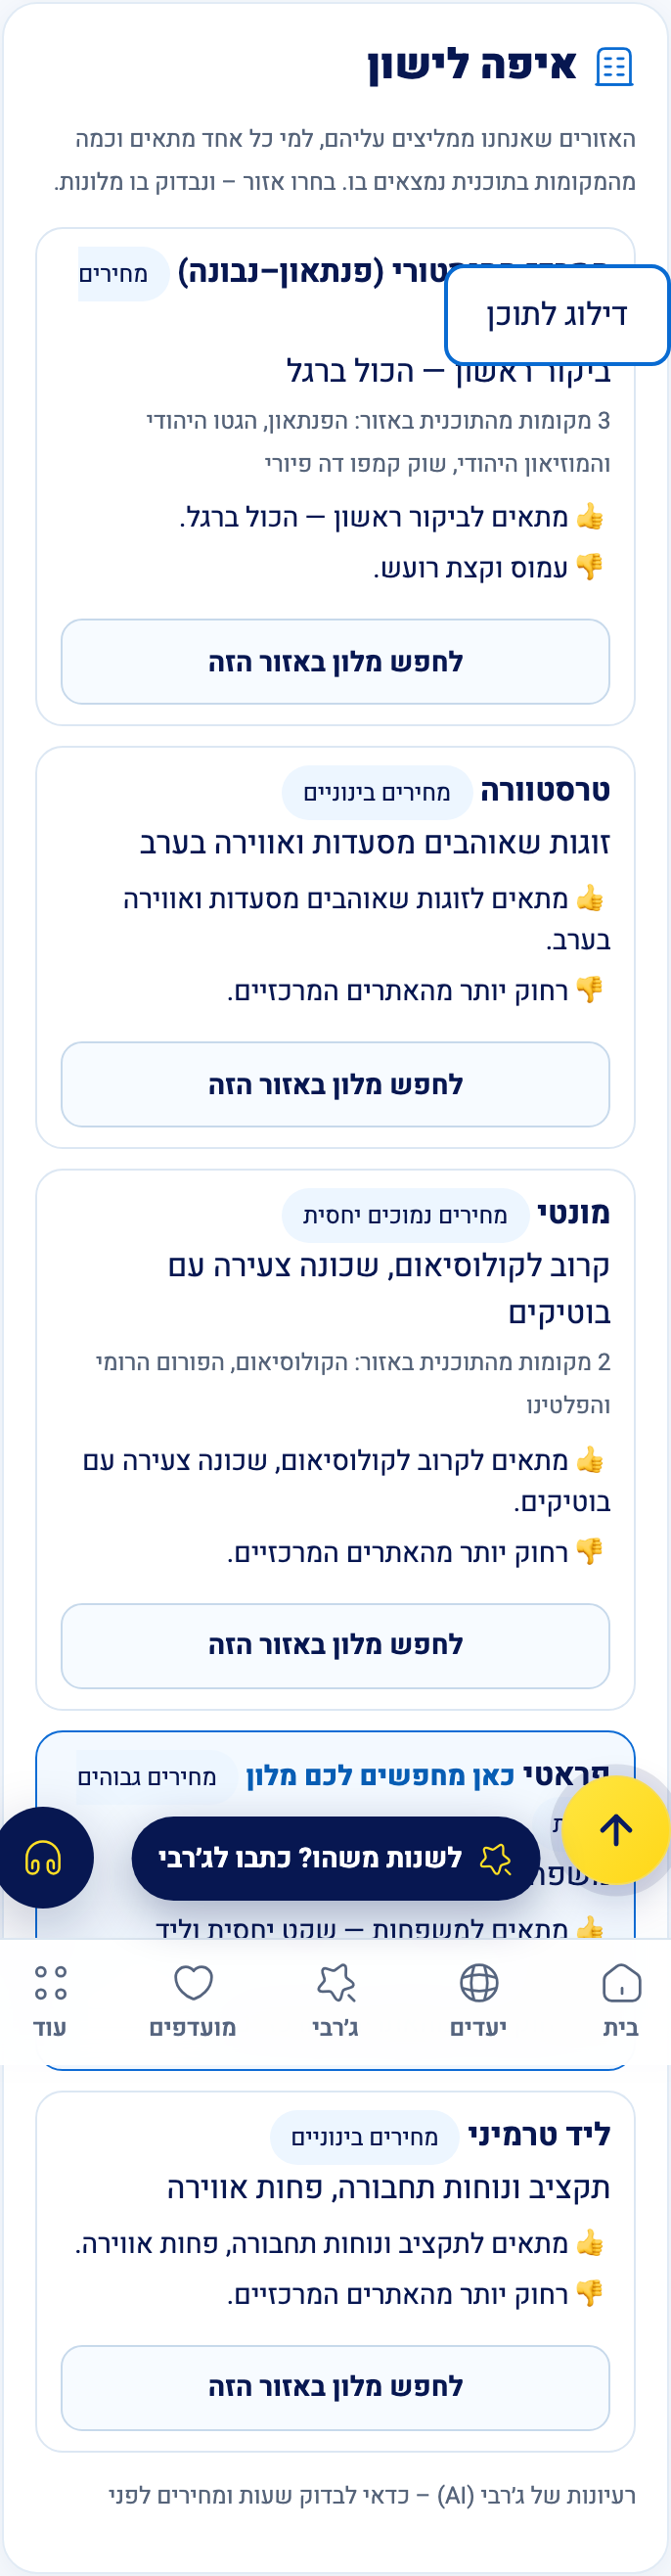 איפה לישון
האזורים שאנחנו ממליצים עליהם, למי כל אחד מתאים וכמה
מהמקומות בתוכנית נמצאים בו. בחרו אזור – ונבדוק בו מלונות.
(פנתאון–נבונה) מחירים
דילוג לתוכן
ביקור ראשון — הכול ברגל
3 מקומות מהתוכנית באזור: הפנתאון, הגטו היהודי
והמוזיאון היהודי, שוק קמפו דה פיורי
👍 מתאים לביקור ראשון — הכול ברגל.
👎 עמוס וקצת רועש.
לחפש מלון באזור הזה
טרסטוורה מחירים בינוניים
זוגות שאוהבים מסעדות ואווירה בערב
👍 מתאים לזוגות שאוהבים מסעדות ואווירה
בערב.
👎 רחוק יותר מהאתרים המרכזיים.
לחפש מלון באזור הזה
מונטי מחירים נמוכים יחסית
קרוב לקולוסיאום, שכונה צעירה עם
בוטיקים
2 מקומות מהתוכנית באזור: הקולוסיאום, הפורום הרומי
והפלטינו
👍 מתאים לקרוב לקולוסיאום, שכונה צעירה עם
בוטיקים.
👎 רחוק יותר מהאתרים המרכזיים.
לחפש מלון באזור הזה
פראטי כאן מחפשים לכם מלון מחירים גבוהים
לשנות משהו? כתבו לג׳רבי
👍 מתאים למשפחות — שקט יחסית וליד
בית
יעדים
ג׳רבי
מועדפים
עוד
ליד טרמיני מחירים בינוניים
תקציב ונוחות תחבורה, פחות אווירה
👍 מתאים לתקציב ונוחות תחבורה, פחות אווירה.
👎 רחוק יותר מהאתרים המרכזיים.
לחפש מלון באזור הזה
רעיונות של ג׳רבי (AI) – כדאי לבדוק שעות ומחירים לפני